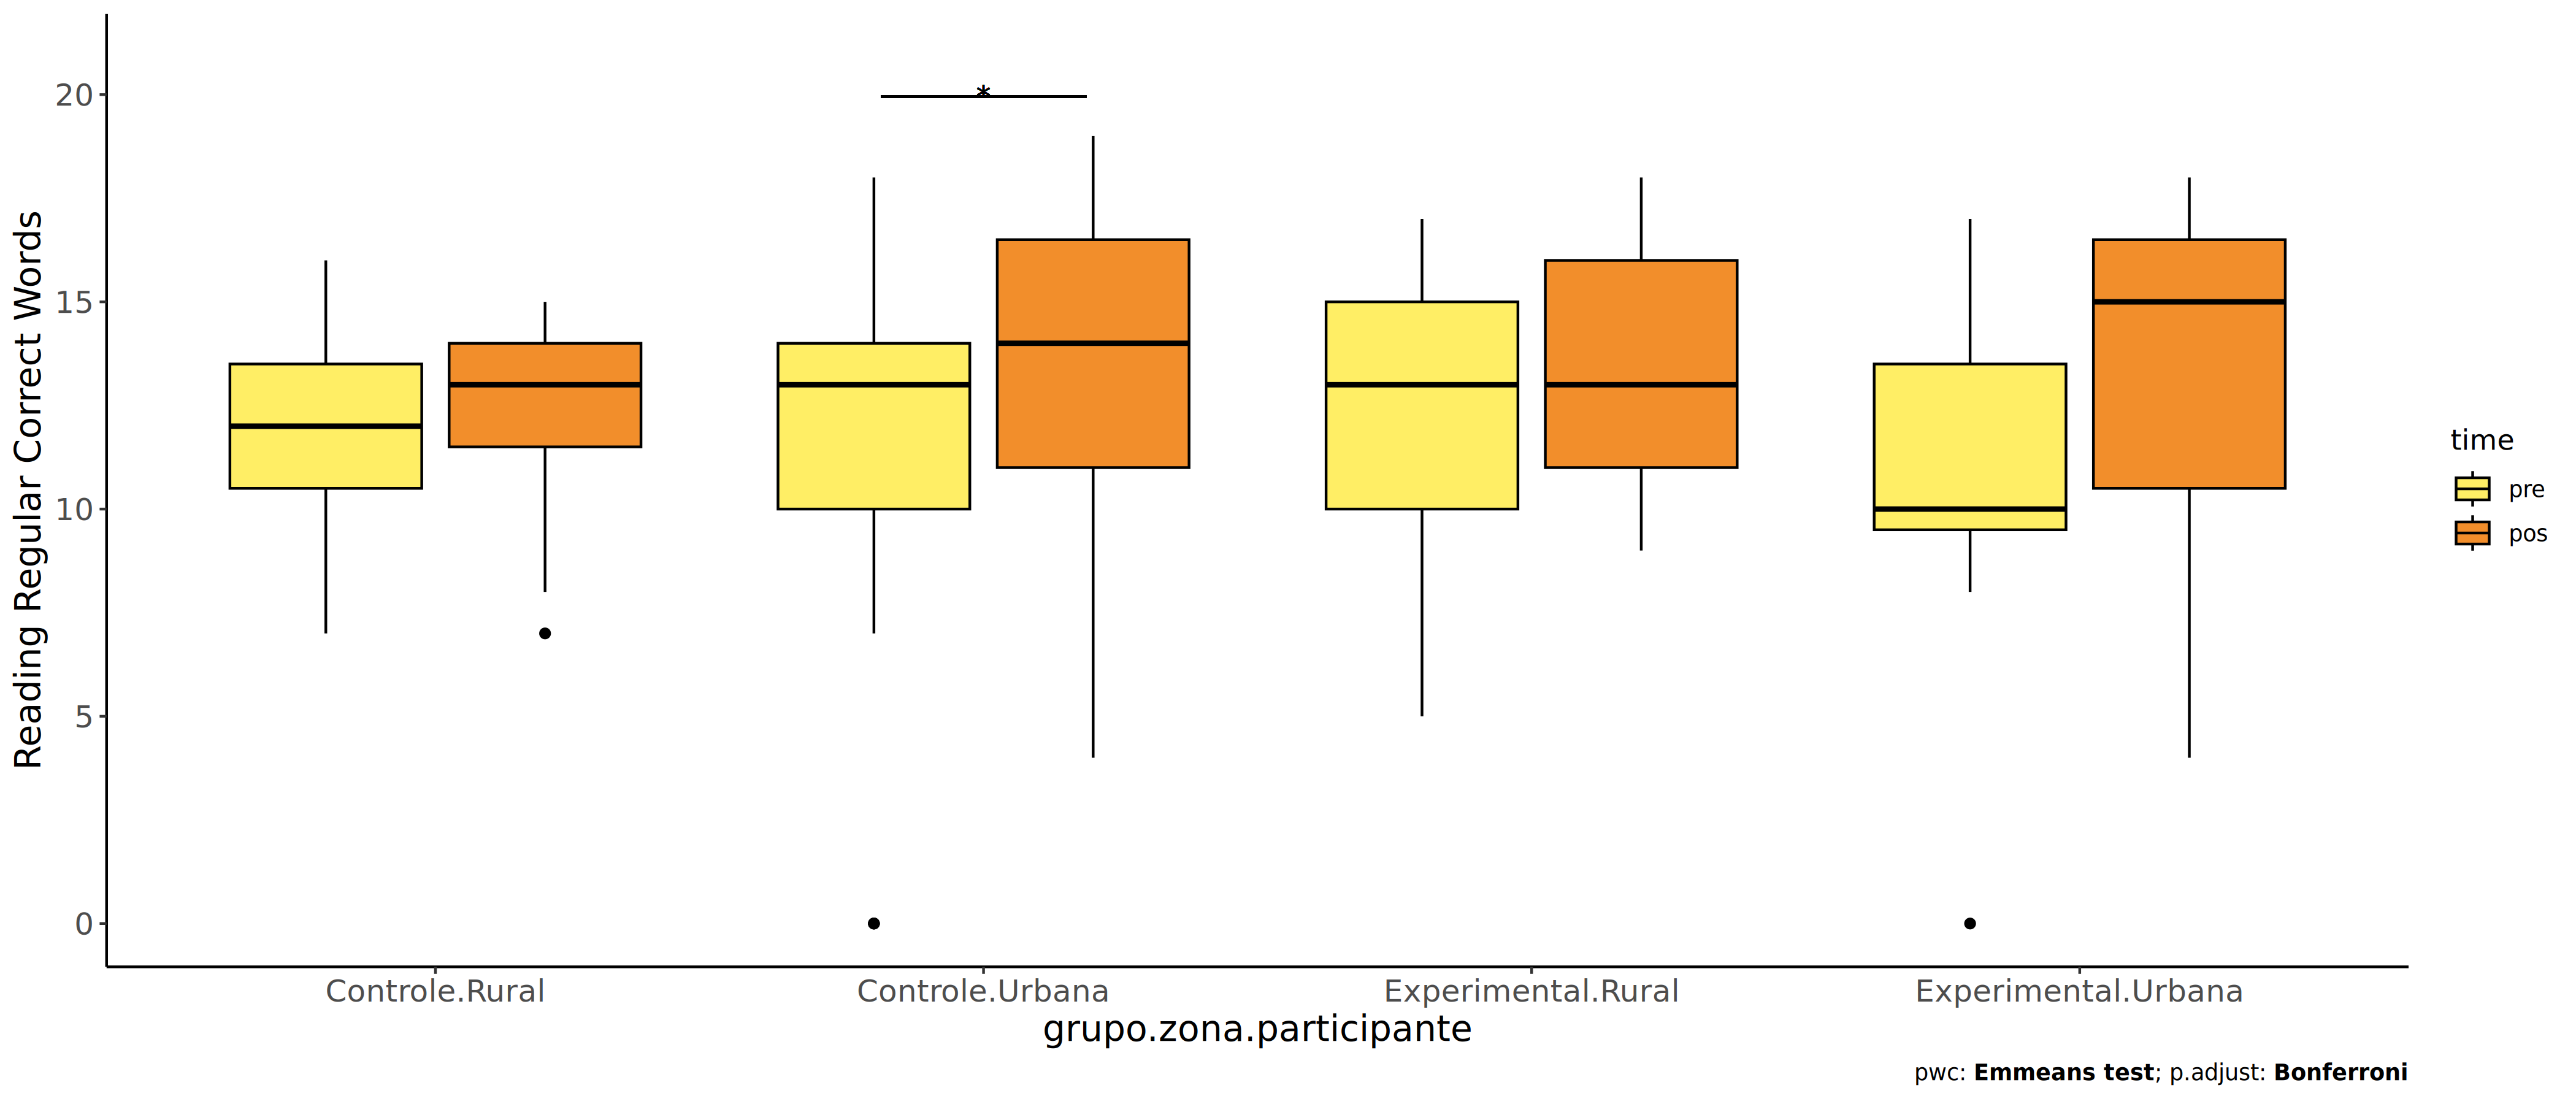 Reading Regular Correct Words
20
15
10
5
0
*
Controle.Rural
Controle.Urbana
Experimental.Rural
Experimental.Urbana
grupo.zona.participante
time
pre
pos
pwc: Emmeans test; p.adjust: Bonferroni